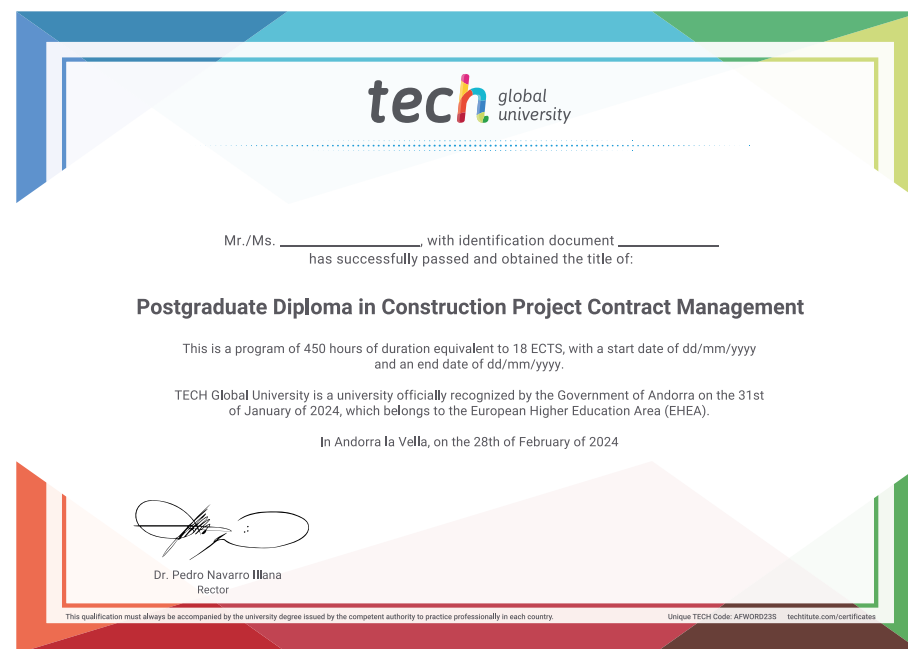 tech global university
Mr./Ms. ____________, with identification document ____________
has successfully passed and obtained the title of:
Postgraduate Diploma in Construction Project Contract Management
This is a program of 450 hours of duration equivalent to 18 ECTS, with a start date of dd/mm/yyyy
and an end date of dd/mm/yyyy.
TECH Global University is a university officially recognized by the Government of Andorra on the 31st
of January of 2024, which belongs to the European Higher Education Area (EHEA).
In Andorra la Vella, on the 28th of February of 2024
Dr. Pedro Navarro Illana
Rector
This qualification must always be accompanied by the university degree issued by the competent authority to practice professionally in each country.
Unique TECH Code: AFWORD23S techtitute.com/certificates